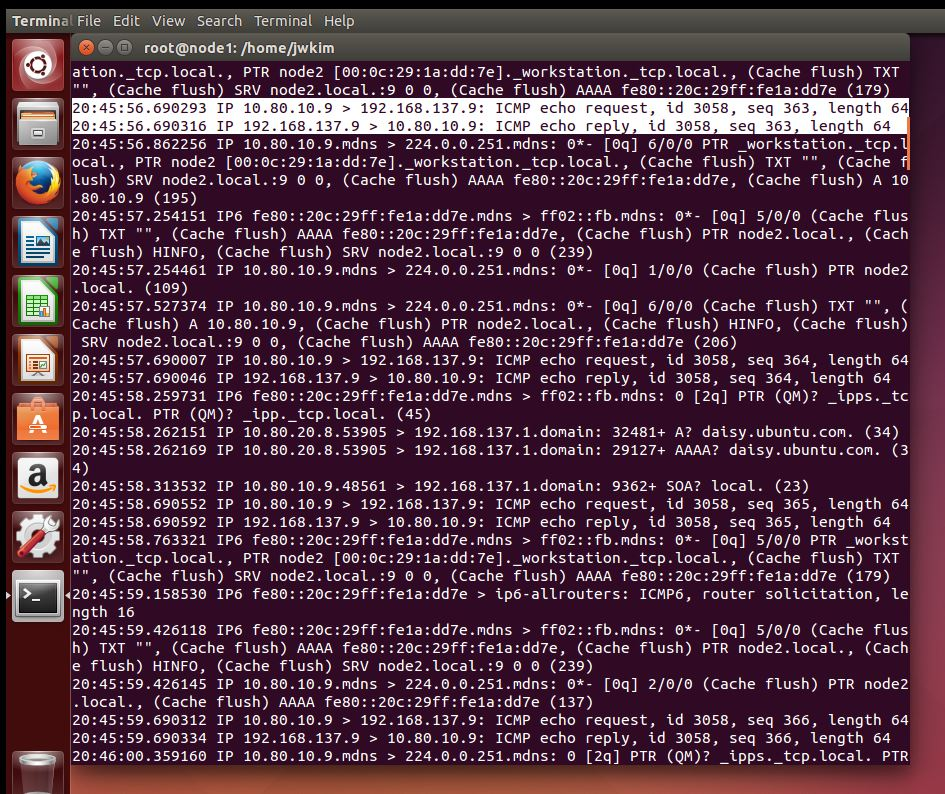 Terminal File Edit View Search Terminal Help
root@node1: /home/jwkim
ation._tcp.local., PTR node2 [00:0c:29:1a:dd:7e]._workstation._tcp.local., (Cache flush) TXT
"", (Cache flush) SRV node2.local.:9 0 0, (Cache flush) AAAA fe80::20c:29ff:fe1a:dd7e (179)
20:45:56.690293 IP 10.80.10.9 > 192.168.137.9: ICMP echo request, id 3058, seq 363, length 64
20:45:56.690316 IP 192.168.137.9 > 10.80.10.9: ICMP echo reply, id 3058, seq 363, length 64
20:45:56.862256 IP 10.80.10.9.mdns > 224.0.0.251.mdns: 0*- [0q] 6/0/0 PTR _workstation._tcp.l
ocal., PTR node2 [00:0c:29:1a:dd:7e]._workstation._tcp.local., (Cache flush) TXT "", (Cache f
lush) SRV node2.local.:9 0 0, (Cache flush) AAAA fe80::20c:29ff:fe1a:dd7e, (Cache flush) A 10
.80.10.9 (195)
20:45:57.254151 IP6 fe80::20c:29ff:fe1a:dd7e.mdns > ff02::fb.mdns: 0*- [0q] 5/0/0 (Cache flus
h) TXT "", (Cache flush) AAAA fe80::20c:29ff:fe1a:dd7e, (Cache flush) PTR node2.local., (Cach
e flush) HINFO, (Cache flush) SRV node2.local.:9 0 0 (239)
20:45:57.254461 IP 10.80.10.9.mdns > 224.0.0.251.mdns: 0*- [0q] 1/0/0 (Cache flush) PTR node2
.local. (109)
20:45:57.527374 IP 10.80.10.9.mdns > 224.0.0.251.mdns: 0*- [0q] 6/0/0 (Cache flush) TXT "", (
Cache flush) A 10.80.10.9, (Cache flush) PTR node2.local., (Cache flush) HINFO, (Cache flush)
 SRV node2.local.:9 0 0, (Cache flush) AAAA fe80::20c:29ff:fe1a:dd7e (206)
20:45:57.690007 IP 10.80.10.9 > 192.168.137.9: ICMP echo request, id 3058, seq 364, length 64
20:45:57.690046 IP 192.168.137.9 > 10.80.10.9: ICMP echo reply, id 3058, seq 364, length 64
20:45:58.259731 IP6 fe80::20c:29ff:fe1a:dd7e.mdns > ff02::fb.mdns: 0 [2q] PTR (QM)? _ipps._tc
p.local. PTR (QM)? _ipp._tcp.local. (45)
20:45:58.262151 IP 10.80.20.8.53905 > 192.168.137.1.domain: 32481+ A? daisy.ubuntu.com. (34)
20:45:58.262169 IP 10.80.20.8.53905 > 192.168.137.1.domain: 29127+ AAAA? daisy.ubuntu.com. (3
4)
20:45:58.313532 IP 10.80.10.9.48561 > 192.168.137.1.domain: 9362+ SOA? local. (23)
20:45:58.690552 IP 10.80.10.9 > 192.168.137.9: ICMP echo request, id 3058, seq 365, length 64
20:45:58.690592 IP 192.168.137.9 > 10.80.10.9: ICMP echo reply, id 3058, seq 365, length 64
20:45:58.763321 IP6 fe80::20c:29ff:fe1a:dd7e.mdns > ff02::fb.mdns: 0*- [0q] 5/0/0 PTR _workst
ation._tcp.local., PTR node2 [00:0c:29:1a:dd:7e]._workstation._tcp.local., (Cache flush) TXT
"", (Cache flush) SRV node2.local.:9 0 0, (Cache flush) AAAA fe80::20c:29ff:fe1a:dd7e (179)
20:45:59.158530 IP6 fe80::20c:29ff:fe1a:dd7e > ip6-allrouters: ICMP6, router solicitation, le
ngth 16
20:45:59.426118 IP6 fe80::20c:29ff:fe1a:dd7e.mdns > ff02::fb.mdns: 0*- [0q] 5/0/0 (Cache flus
h) TXT "", (Cache flush) AAAA fe80::20c:29ff:fe1a:dd7e, (Cache flush) PTR node2.local., (Cach
e flush) HINFO, (Cache flush) SRV node2.local.:9 0 0 (239)
20:45:59.426145 IP 10.80.10.9.mdns > 224.0.0.251.mdns: 0*- [0q] 2/0/0 (Cache flush) PTR node2
.local., (Cache flush) AAAA fe80::20c:29ff:fe1a:dd7e (137)
20:45:59.690312 IP 10.80.10.9 > 192.168.137.9: ICMP echo request, id 3058, seq 366, length 64
20:45:59.690334 IP 192.168.137.9 > 10.80.10.9: ICMP echo reply, id 3058, seq 366, length 64
20:46:00.359160 IP 10.80.10.9.mdns > 224.0.0.251.mdns: 0 [2q] PTR (QM)? _ipps._tcp.local. PTR